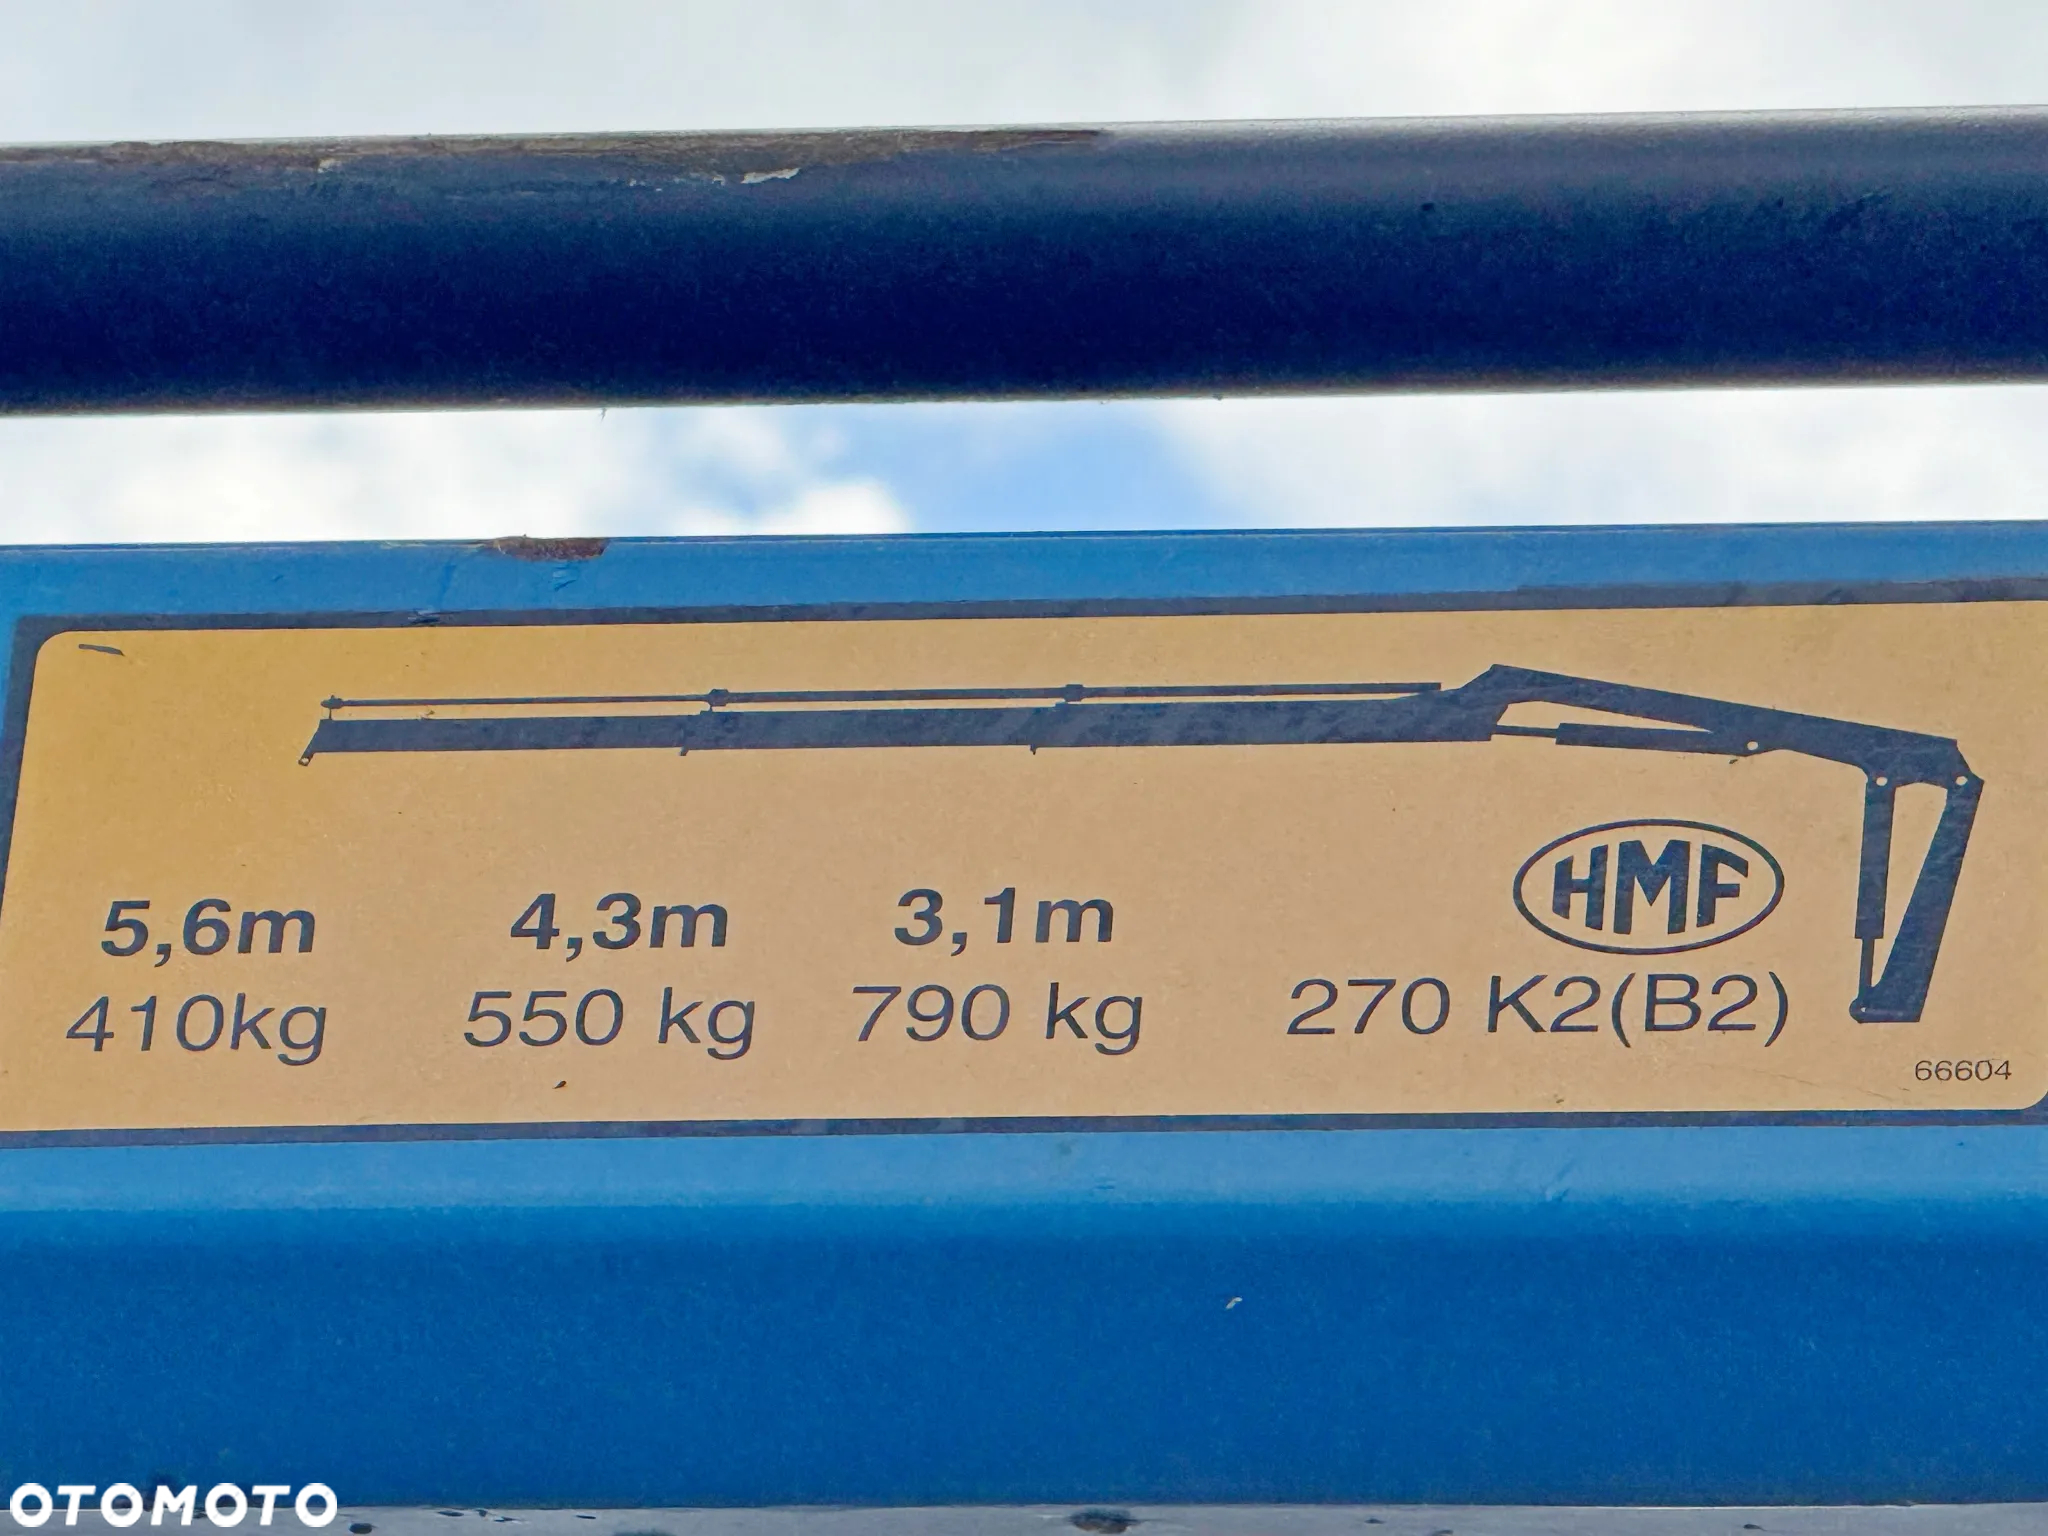 5,6m 4,3m 3,1m HMF
410kg 550 kg 790 kg 270 K2(B2)
66604
OTOMOTO